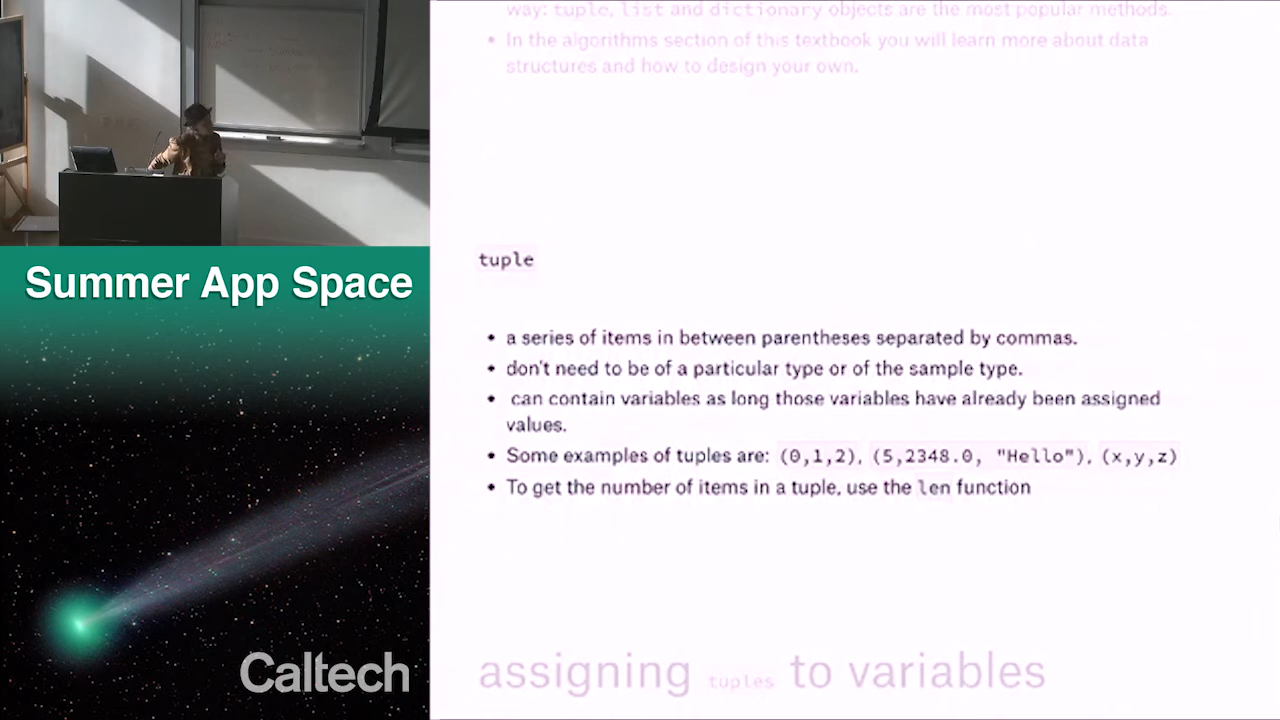 Summer App Space
Caltech
way: tuple, list and dictionary objects are the most popular methods.
• In the algorithms section of this textbook you will learn more about data
structures and how to design your own.
tuple
• a series of items in between parentheses separated by commas.
• don't need to be of a particular type or of the sample type.
• can contain variables as long those variables have already been assigned
values.
• Some examples of tuples are: (0,1,2), (5,2348.0, "Hello"), (x,y,z)
• To get the number of items in a tuple, use the len function
assigning tuples to variables